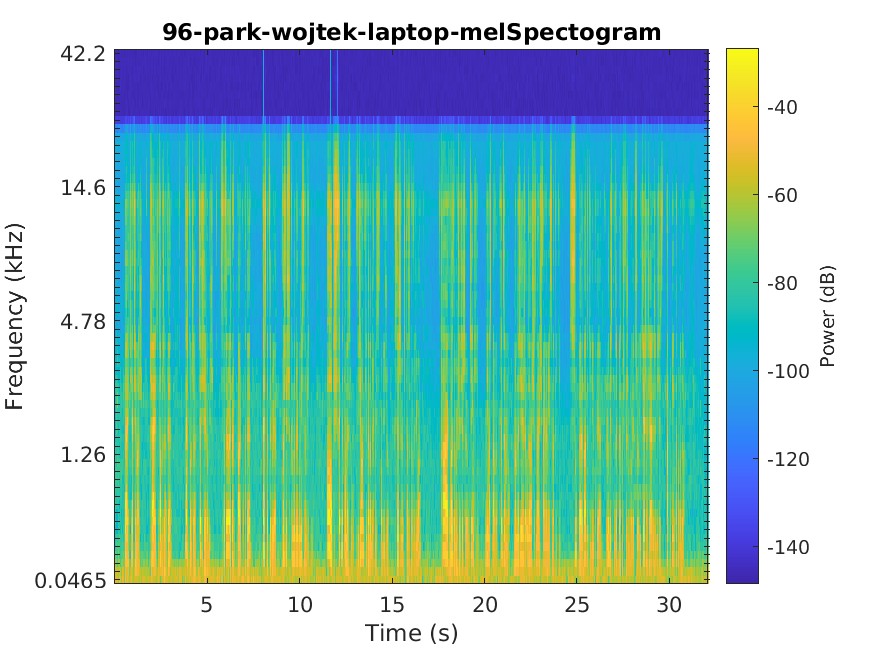 96-park-wojtek-laptop-melSpectogram
42.2
14.6
4.78
1.26
0.0465
Frequency (kHz)
5 10 15 20 25 30
Time (s)
-40
-60
-80
-100
-120
-140
Power (dB)